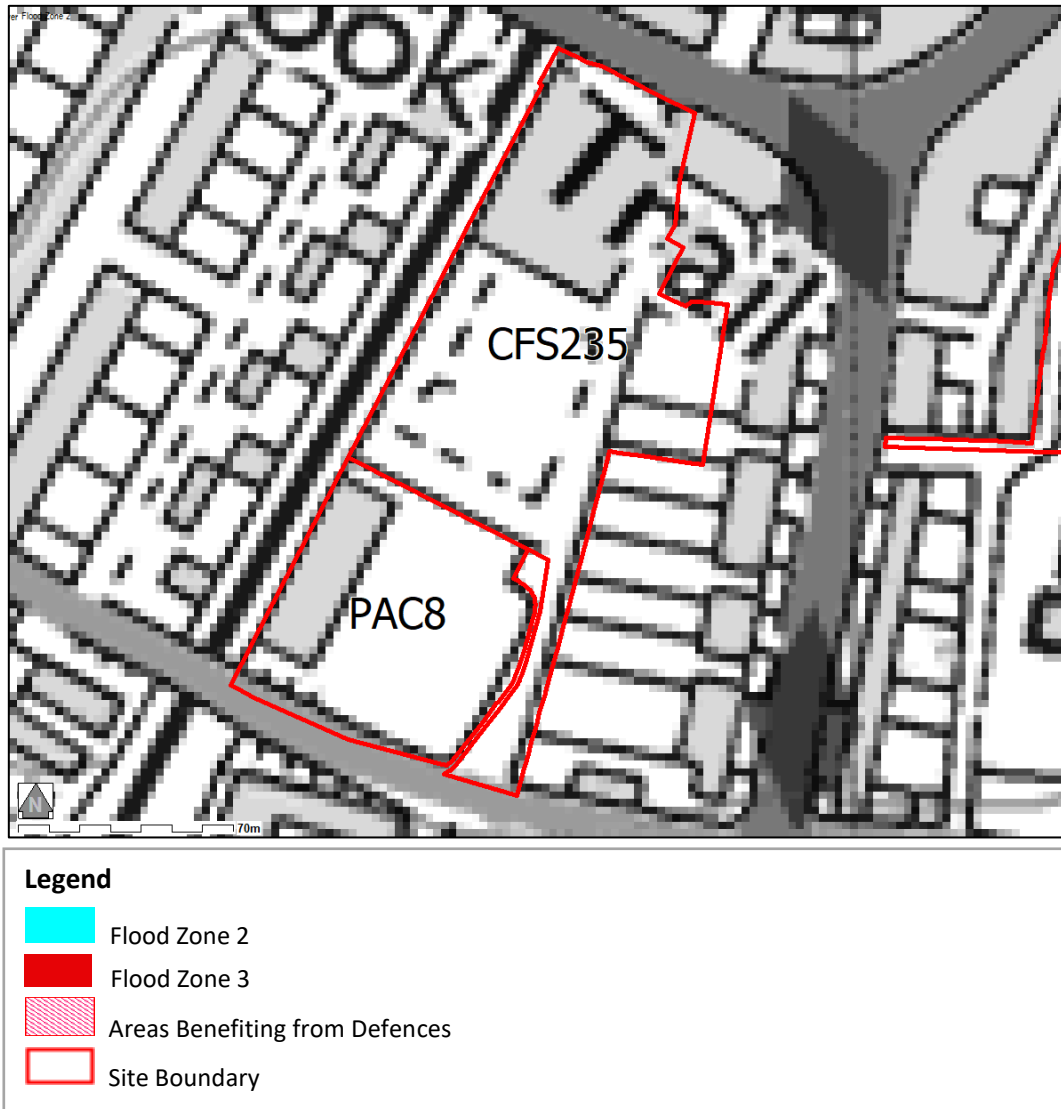 CFS235
PAC8
N
70m
Legend
Flood Zone 2
Flood Zone 3
Areas Benefiting from Defences
Site Boundary